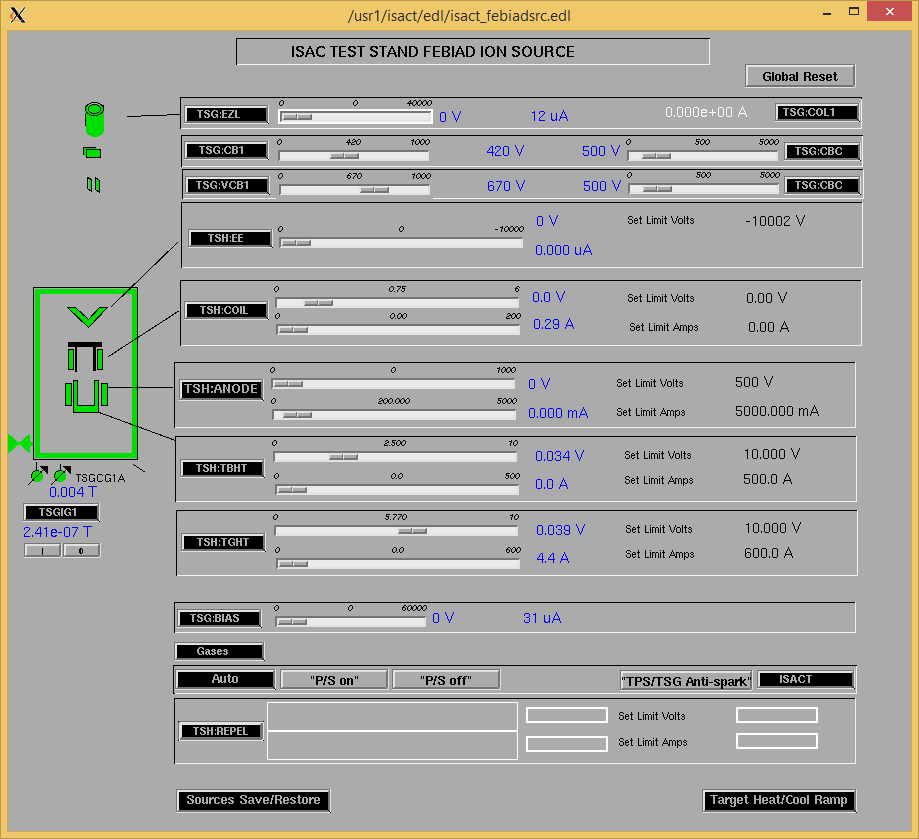 /usr1/isact/edl/isact_febiadsrc.edl
ISAC TEST STAND FEBIAD ION SOURCE
Global Reset
TSG:EZL 0 0 40000 0 V 12 uA 0.000e+00 A TSG:COL1
TSG:CB1 0 420 1000 420 V 500 V 0 500 5000 TSG:CBC
TSG:VCB1 0 670 1000 670 V 500 V 0 500 5000 TSG:CBC
TSH:EE 0 0 -10000 0 V Set Limit Volts -10002 V
0.000 uA
TSH:COIL 0 0.75 6 0.0 V Set Limit Volts 0.00 V
0 0.00 200 0.29 A Set Limit Amps 0.00 A
TSH:ANODE 0 0 1000 0 V Set Limit Volts 500 V
0 200.000 5000 0.000 mA Set Limit Amps 5000.000 mA
TSH:TBHT 0 2.500 10 0.034 V Set Limit Volts 10.000 V
0 0.0 500 0.0 A Set Limit Amps 500.0 A
TSGCG1A
0.004 T
TSGIG1
2.41e-07 T
I 0
TSH:TGHT 0 5.770 10 0.039 V Set Limit Volts 10.000 V
0 0.0 600 4.4 A Set Limit Amps 600.0 A
TSG:BIAS 0 0 60000 0 V 31 uA
Gases
Auto "P/S on" "P/S off" "TPS/TSG Anti-spark" ISACT
TSH:REPEL Set Limit Volts
Set Limit Amps
Sources Save/Restore Target Heat/Cool Ramp